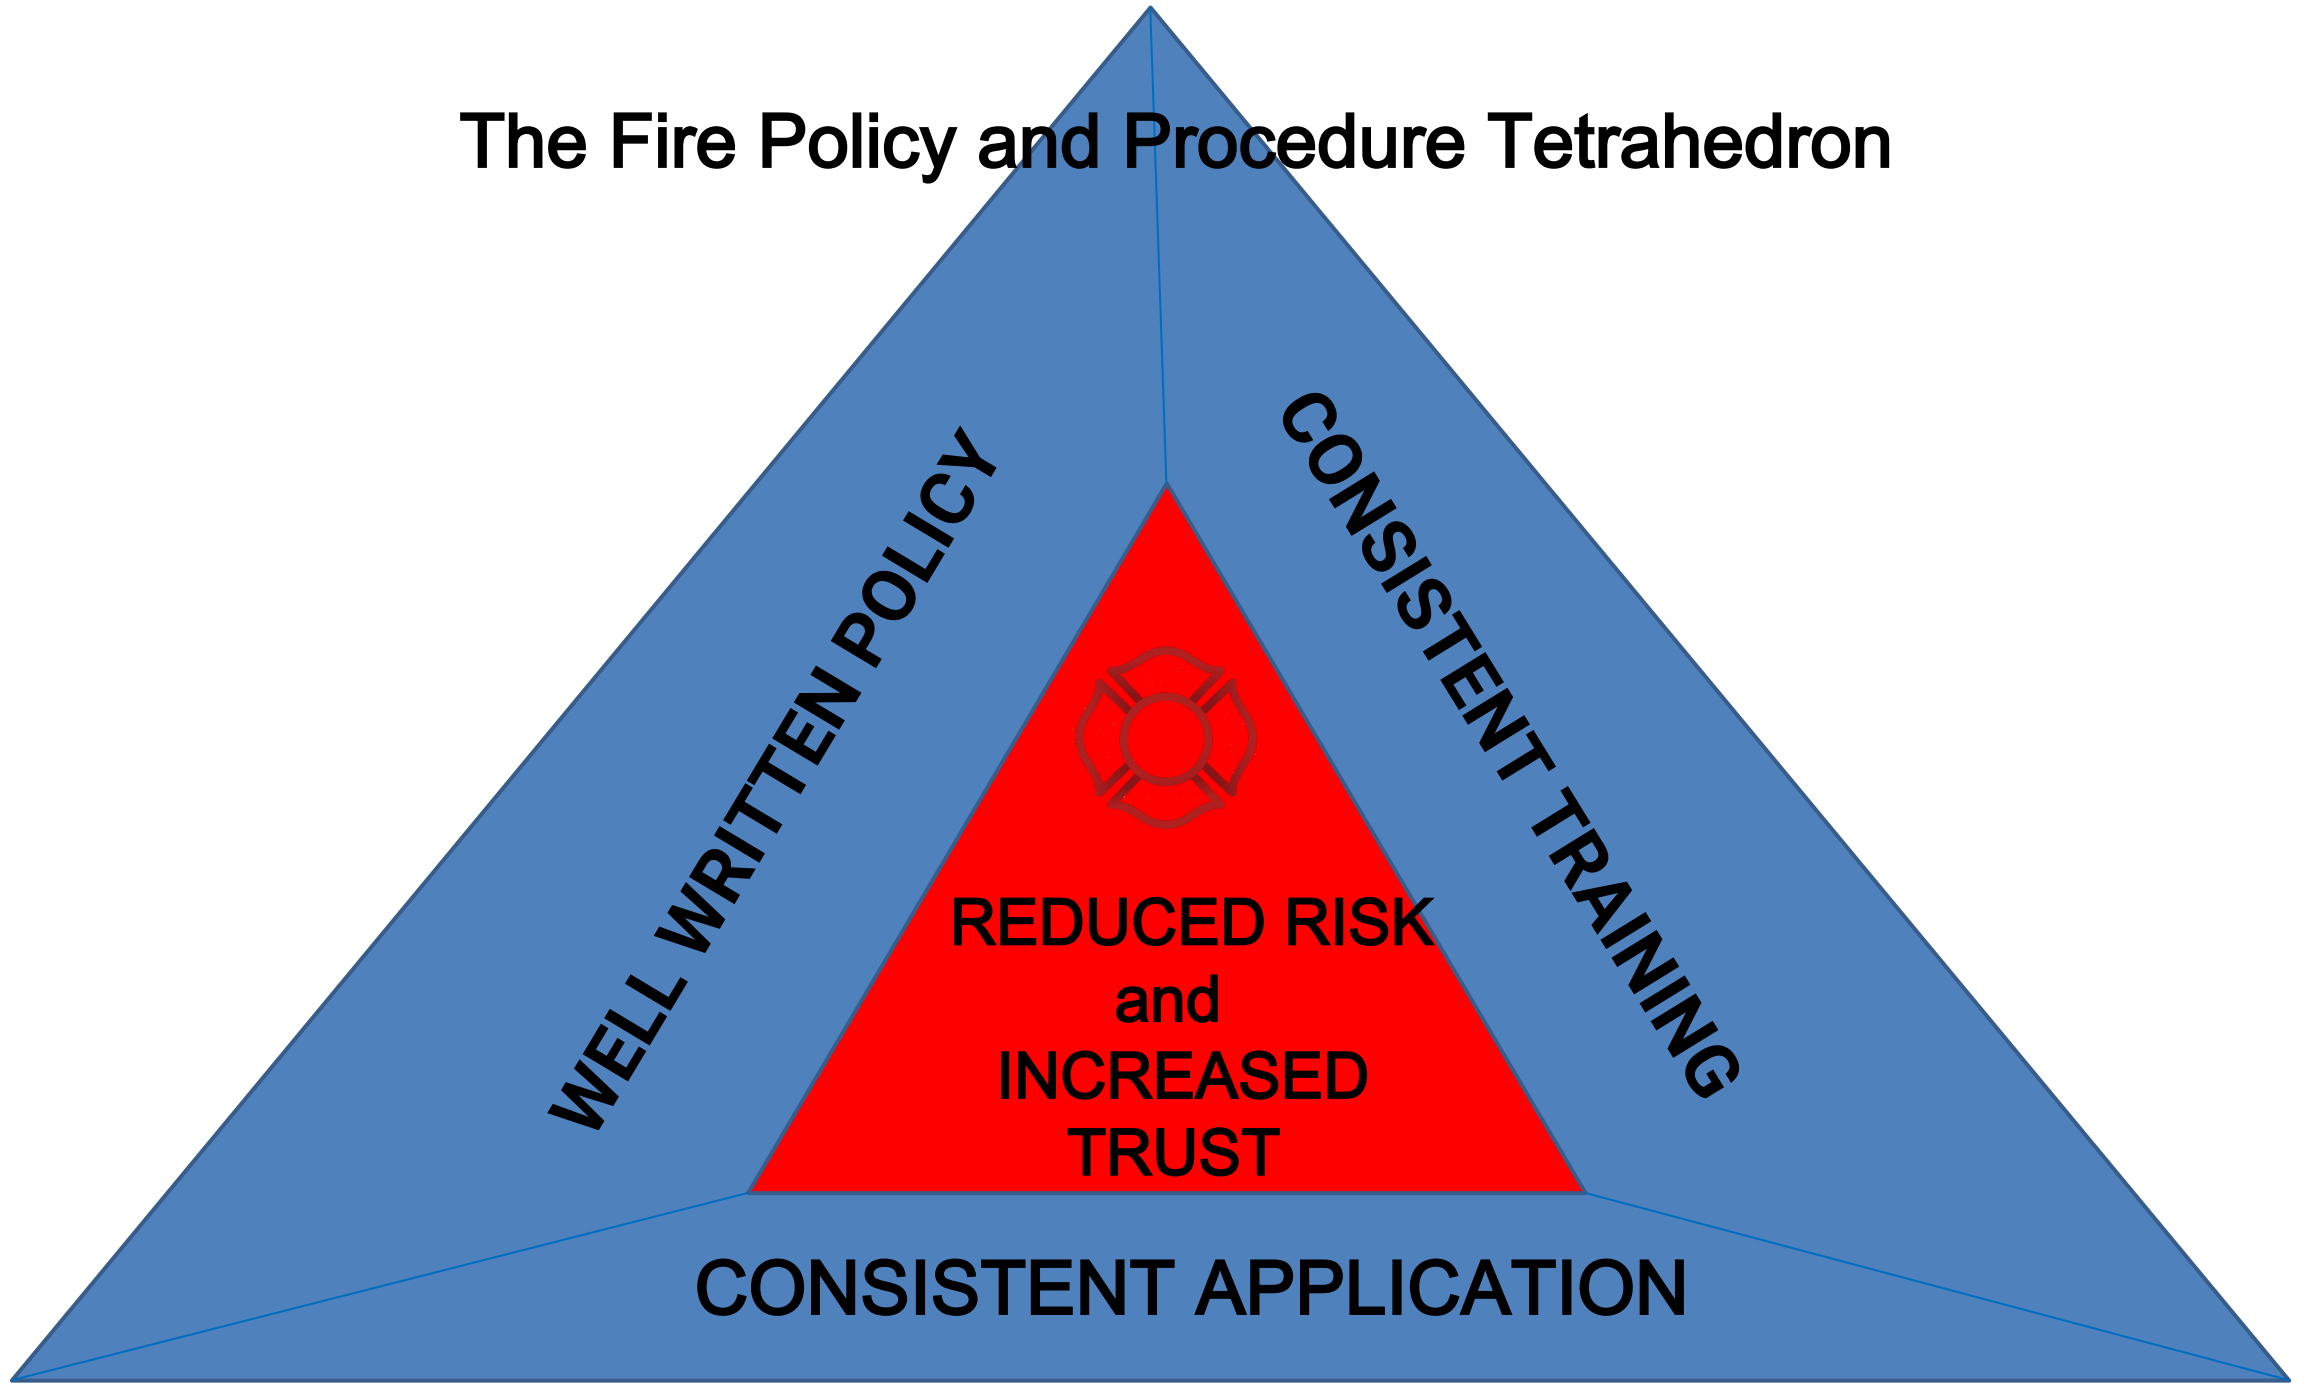 The Fire Policy and Procedure Tetrahedron
WELL WRITTEN POLICY
CONSISTENT TRAINING
REDUCED RISK
and
INCREASED
TRUST
CONSISTENT APPLICATION